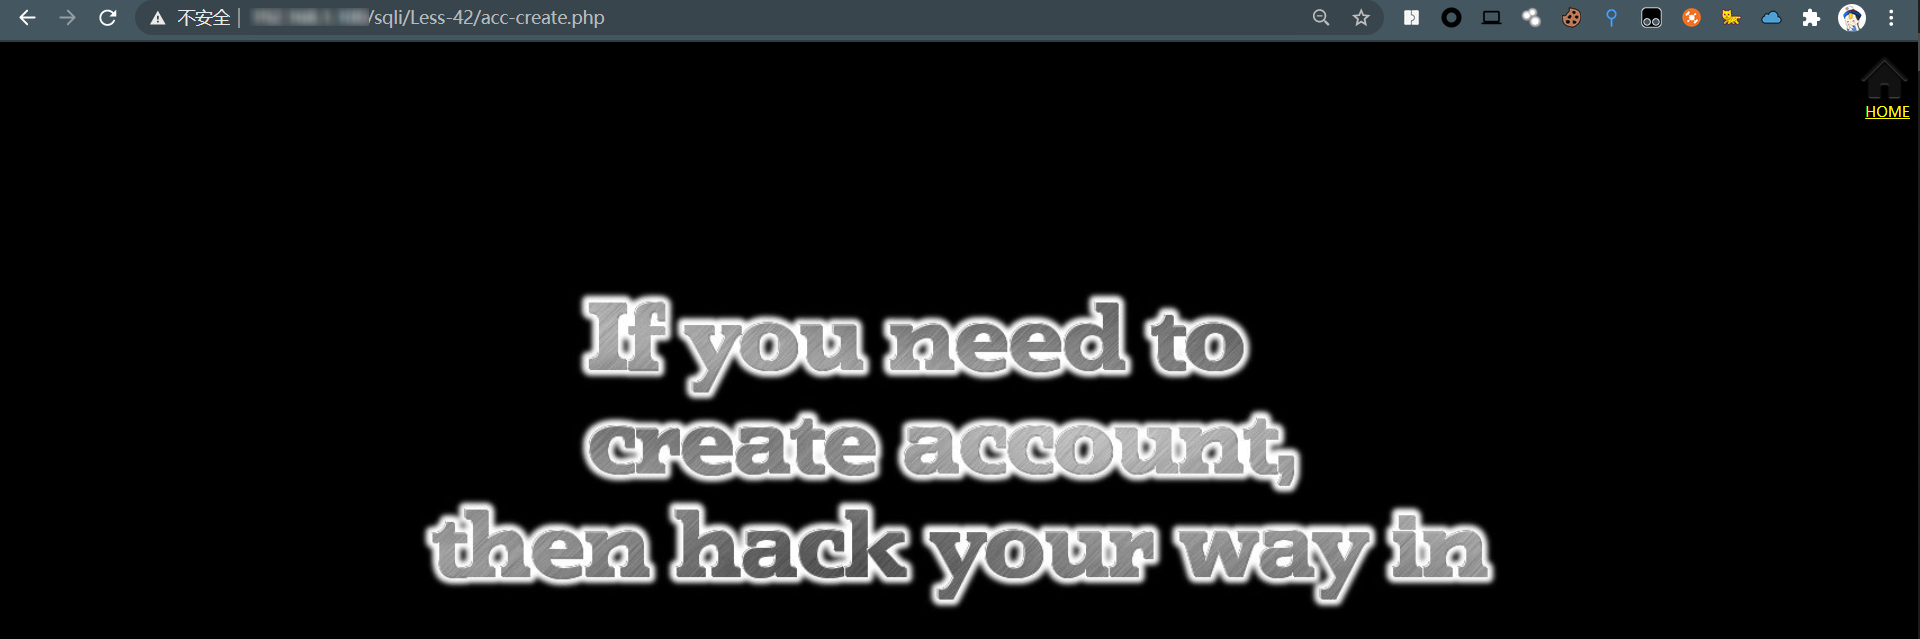 不安全
/sqli/Less-42/acc-create.php
HOME
If you need to
create account,
then hack your way in